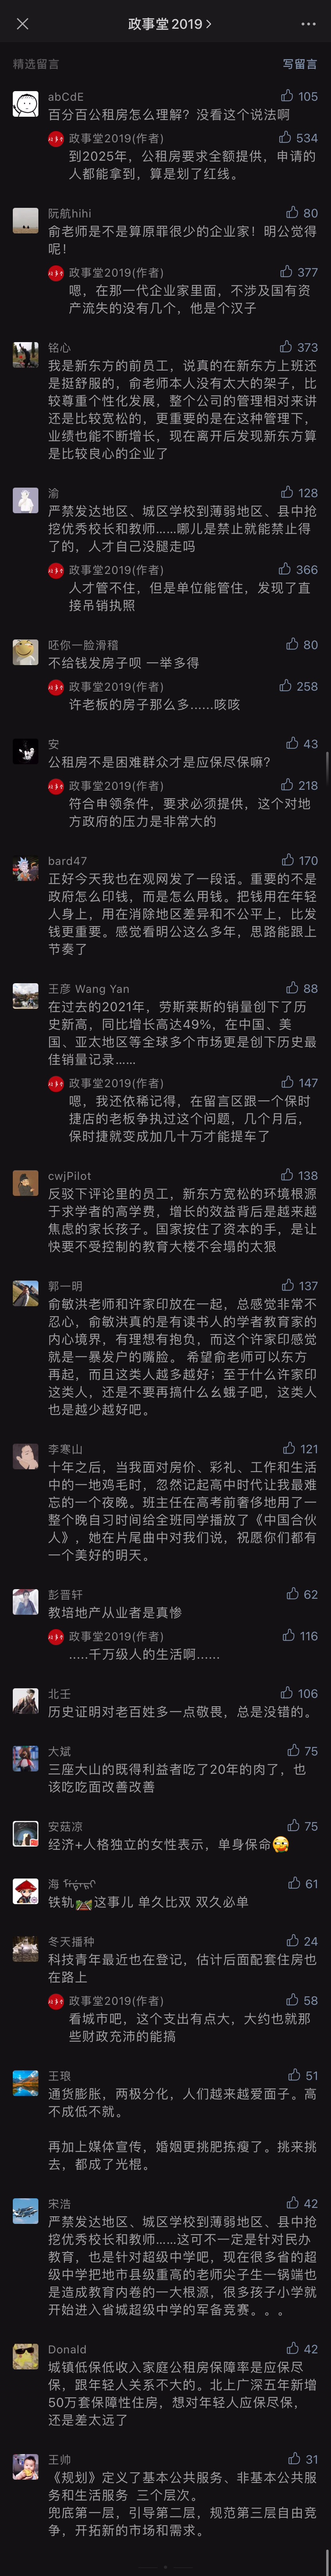 政事堂2019
精选留言
写留言
abCdE
105
百分百公租房怎么理解？没看这个说法啊
政事堂2019(作者)
534
到2025年，公租房要求全额提供，申请的
人都能拿到，算是划了红线。
阮航hihi
80
俞老师是不是算原罪很少的企业家！明公觉得
呢！
政事堂2019(作者)
377
嗯，在那一代企业家里面，不涉及国有资
产流失的没有几个，他是个汉子
铭心
373
我是新东方的前员工，说真的在新东方上班还
是挺舒服的，俞老师本人没有太大的架子，比
较尊重个性化发展，整个公司的管理相对来讲
还是比较宽松的，更重要的是在这种管理下，
业绩也能不断增长，现在离开后发现新东方算
是比较良心的企业了
渝
128
严禁发达地区、城区学校到薄弱地区、县中抢
挖优秀校长和教师……哪儿是禁止就能禁止得
了的，人才自己没腿走吗
政事堂2019(作者)
366
人才管不住，但是单位能管住，发现了直
接吊销执照
呸你一脸滑稽
80
不给钱发房子呗 一举多得
政事堂2019(作者)
258
许老板的房子那么多……咳咳
安
43
公租房不是困难群众才是应保尽保嘛？
政事堂2019(作者)
218
符合申领条件，要求必须提供，这个对地
方政府的压力是非常大的
bard47
170
正好今天我也在观网发了一段话。重要的不是
政府怎么印钱，而是怎么用钱。把钱用在年轻
人身上，用在消除地区差异和不公平上，比发
钱更重要。感觉看明公这么多年，思路能跟上
节奏了
王彦 Wang Yan
88
在过去的2021年，劳斯莱斯的销量创下了历
史新高，同比增长高达49%，在中国、美
国、亚太地区等全球多个市场更是创下历史最
佳销量记录……
政事堂2019(作者)
147
嗯，我还依稀记得，在留言区跟一个保时
捷店的老板争执过这个问题，几个月后，
保时捷就变成加几十万才能提车了
cwjPilot
138
反驳下评论里的员工，新东方宽松的环境根源
于求学者的高学费，增长的效益背后是越来越
焦虑的家长孩子。国家按住了资本的手，是让
快要不受控制的教育大楼不会塌的太狠
郭一明
137
俞敏洪老师和许家印放在一起，总感觉非常不
忍心，俞敏洪真的是有读书人的学者教育家的
内心境界，有理想有抱负，而这个许家印感觉
就是一暴发户的嘴脸。 希望俞老师可以东方
再起，而且这类人越多越好；至于什么许家印
这类人，还是不要再搞什么幺蛾子吧，这类人
也是越少越好吧。
李寒山
121
十年之后，当我面对房价、彩礼、工作和生活
中的一地鸡毛时，忽然记起高中时代让我最难
忘的一个夜晚。班主任在高考前奢侈地用了一
整个晚自习时间给全班同学播放了《中国合伙
人》，她在片尾曲中对我们说，祝愿你们都有
一个美好的明天。
彭晋轩
62
教培地产从业者是真惨
政事堂2019(作者)
116
.....千万级人的生活啊……
北壬
106
历史证明对老百姓多一点敬畏，总是没错的。
大斌
75
三座大山的既得利益者吃了20年的肉了，也
该吃吃面改善改善
安菇凉
75
经济+人格独立的女性表示，单身保命
海
61
铁轨这事儿 单久比双 双久必单
冬天播种
24
科技青年最近也在登记，估计后面配套住房也
在路上
政事堂2019(作者)
58
看城市吧，这个支出有点大，大约也就那
些财政充沛的能搞
王琅
51
通货膨胀，两极分化，人们越来越爱面子。高
不成低不就。
再加上媒体宣传，婚姻更挑肥拣瘦了。挑来挑
去，都成了光棍。
宋浩
42
严禁发达地区、城区学校到薄弱地区、县中抢
挖优秀校长和教师……这可不一定是针对民办
教育，也是针对超级中学吧，现在很多省的超
级中学把地市县级重高的老师尖子生一锅端也
也是造成教育内卷的一大根源，很多孩子小学就
开始进入省城超级中学的军备竞赛。。。
Donald
42
城镇低保低收入家庭公租房保障率是应保尽
保，跟年轻人关系不大的。北上广深五年新增
50万套保障性住房，想对年轻人应保尽保，
还是差太远了
王帅
31
《规划》定义了基本公共服务、非基本公共服
务和生活服务 三个层次。
兜底第一层，引导第二层，规范第三层自由竞
争，开拓新的市场和需求。